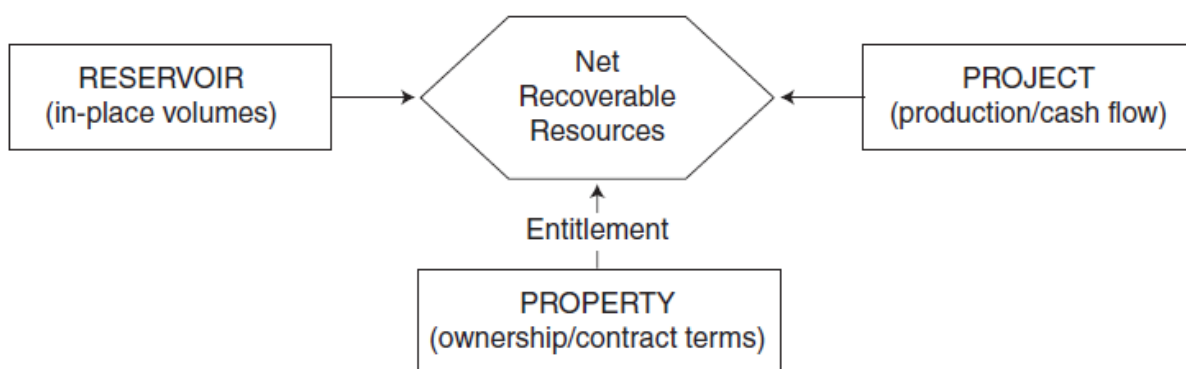 RESERVOIR
(in-place volumes)
Net
Recoverable
Resources
PROJECT
(production/cash flow)
Entitlement
PROPERTY
(ownership/contract terms)